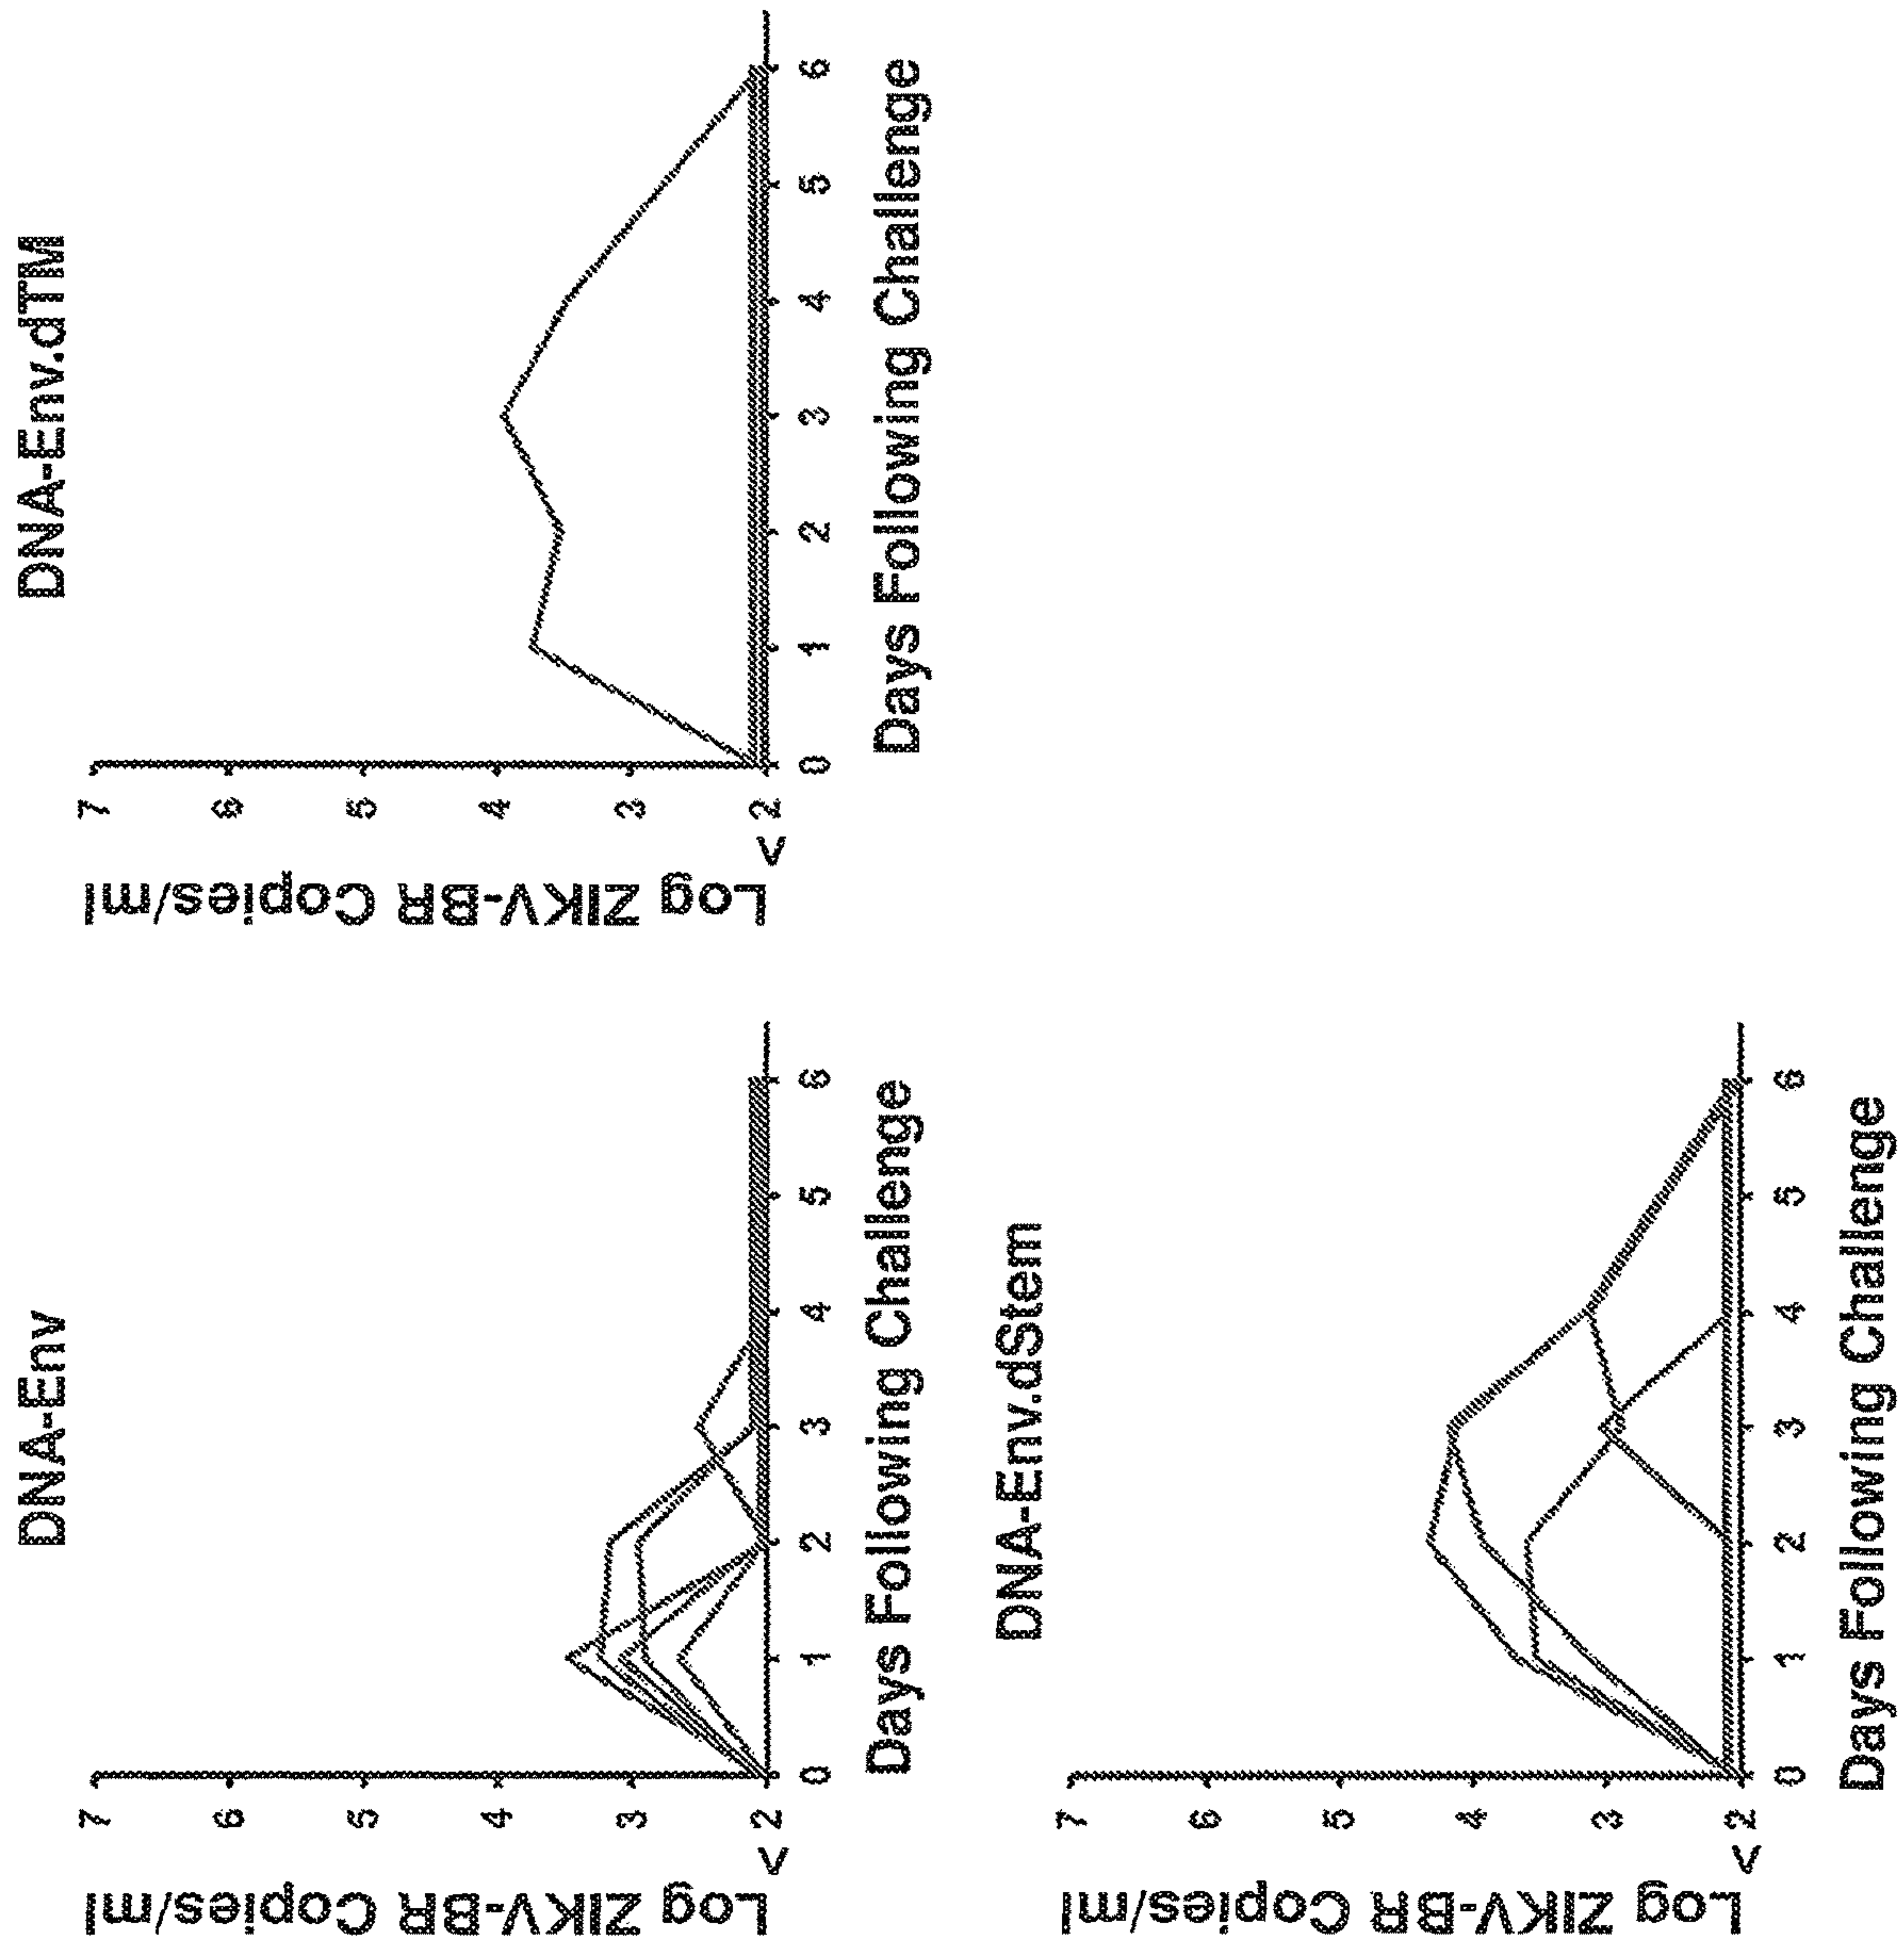 DNA-Env
Log ZIKV-BR Copies/ml
7
6
5
4
3
< 2
0 1 2 3 4 5 6
Days Following Challenge
DNA-Env.dTM
Log ZIKV-BR Copies/ml
7
6
5
4
3
< 2
0 1 2 3 4 5 6
Days Following Challenge
DNA-Env.dStem
Log ZIKV-BR Copies/ml
7
6
5
4
3
< 2
0 1 2 3 4 5 6
Days Following Challenge